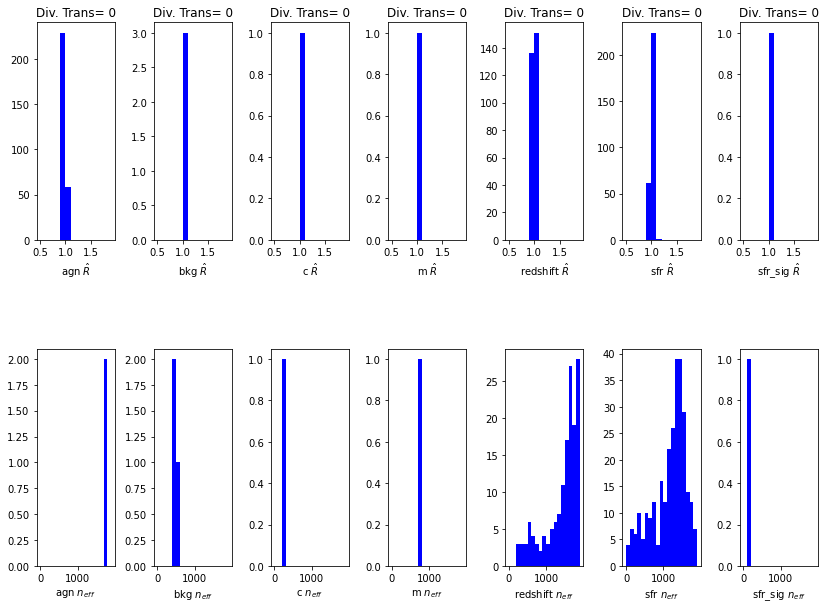 Div. Trans= 0 Div. Trans= 0 Div. Trans= 0 Div. Trans= 0 Div. Trans= 0 Div. Trans= 0 Div. Trans= 0
200 150 100 50 0
0.5 1.0 1.5
agn R̂
3.0 2.5 2.0 1.5 1.0 0.5 0.0
0.5 1.0 1.5
bkg R̂
1.0 0.8 0.6 0.4 0.2 0.0
0.5 1.0 1.5
c R̂
1.0 0.8 0.6 0.4 0.2 0.0
0.5 1.0 1.5
m R̂
140 120 100 80 60 40 20 0
0.5 1.0 1.5
redshift R̂
200 150 100 50 0
0.5 1.0 1.5
sfr R̂
1.0 0.8 0.6 0.4 0.2 0.0
0.5 1.0 1.5
sfr_sig R̂
2.00 1.75 1.50 1.25 1.00 0.75 0.50 0.25 0.00
0 1000
agn n_eff
2.00 1.75 1.50 1.25 1.00 0.75 0.50 0.25 0.00
0 1000
bkg n_eff
1.0 0.8 0.6 0.4 0.2 0.0
0 1000
c n_eff
1.0 0.8 0.6 0.4 0.2 0.0
0 1000
m n_eff
25 20 15 10 5 0
0 1000
redshift n_eff
40 35 30 25 20 15 10 5 0
0 1000
sfr n_eff
1.0 0.8 0.6 0.4 0.2 0.0
0 1000
sfr_sig n_eff